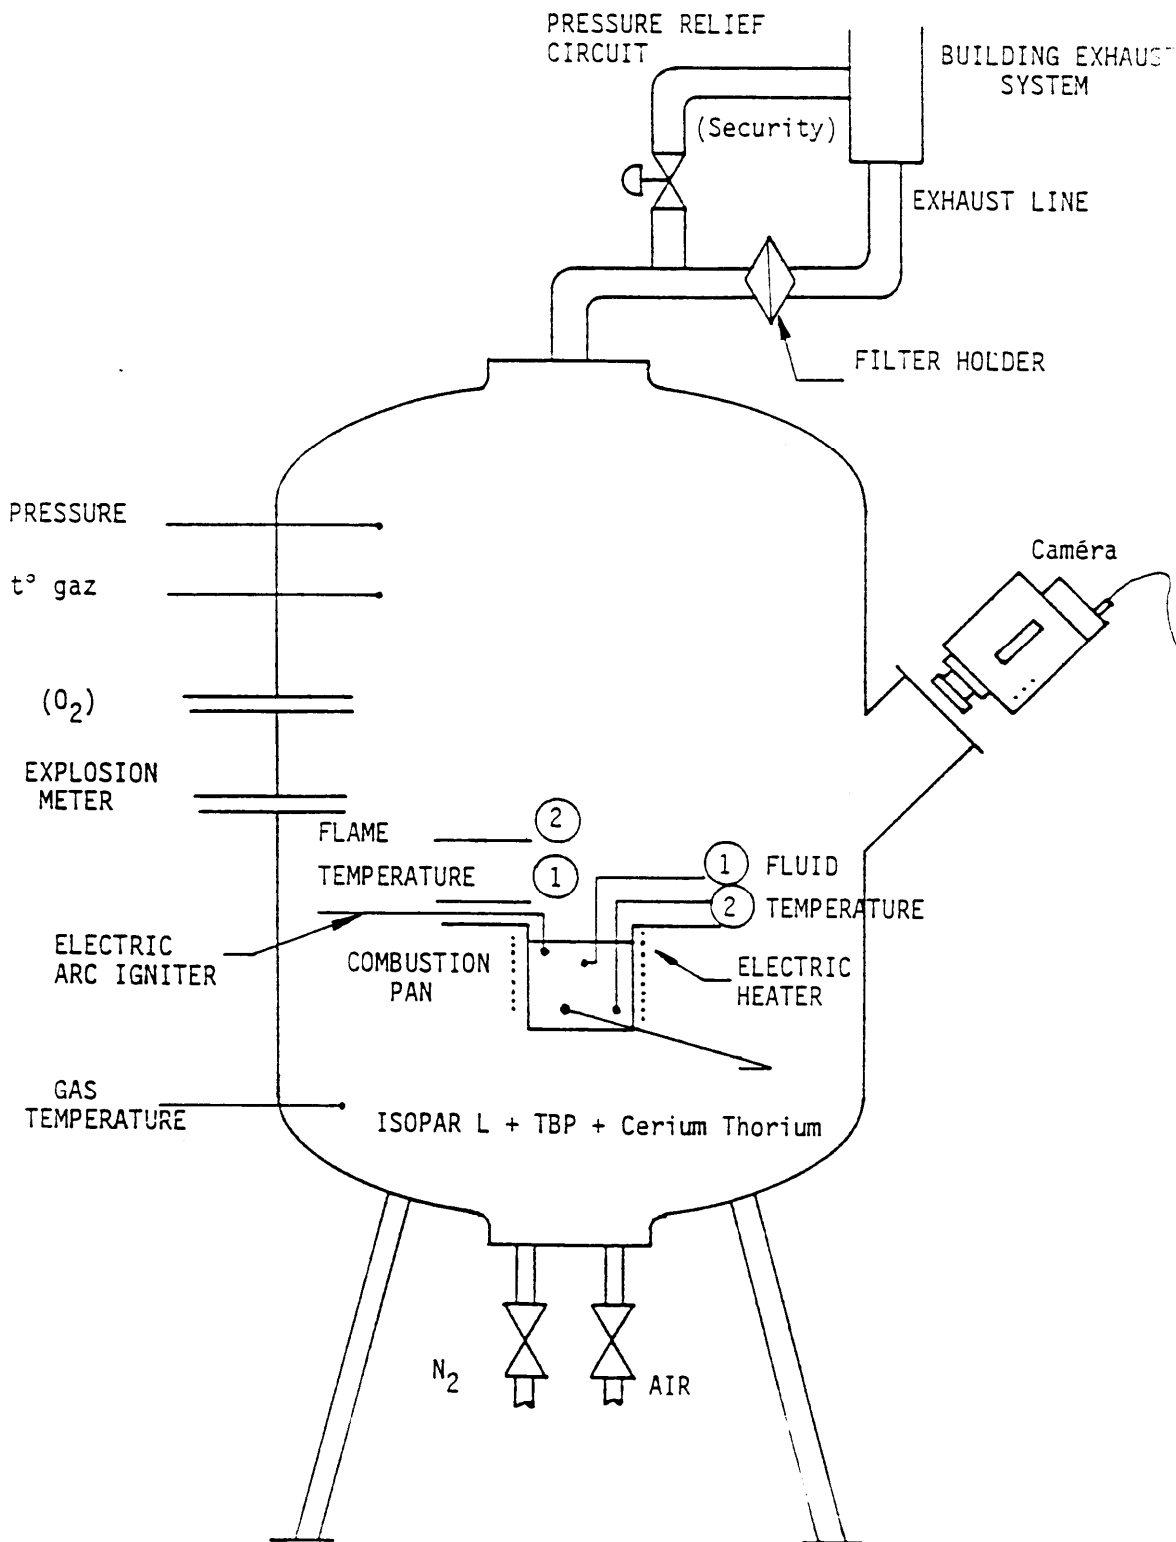 PRESSURE RELIEF
CIRCUIT
BUILDING EXHAUST
SYSTEM
(Security)
EXHAUST LINE
FILTER HOLDER
PRESSURE
t° gaz
Caméra
(O₂)
EXPLOSION
METER
FLAME
2
TEMPERATURE
1
1 FLUID
2 TEMPERATURE
ELECTRIC
ARC IGNITER
COMBUSTION
PAN
ELECTRIC
HEATER
GAS
TEMPERATURE
ISOPAR L + TBP + Cerium Thorium
N₂
AIR